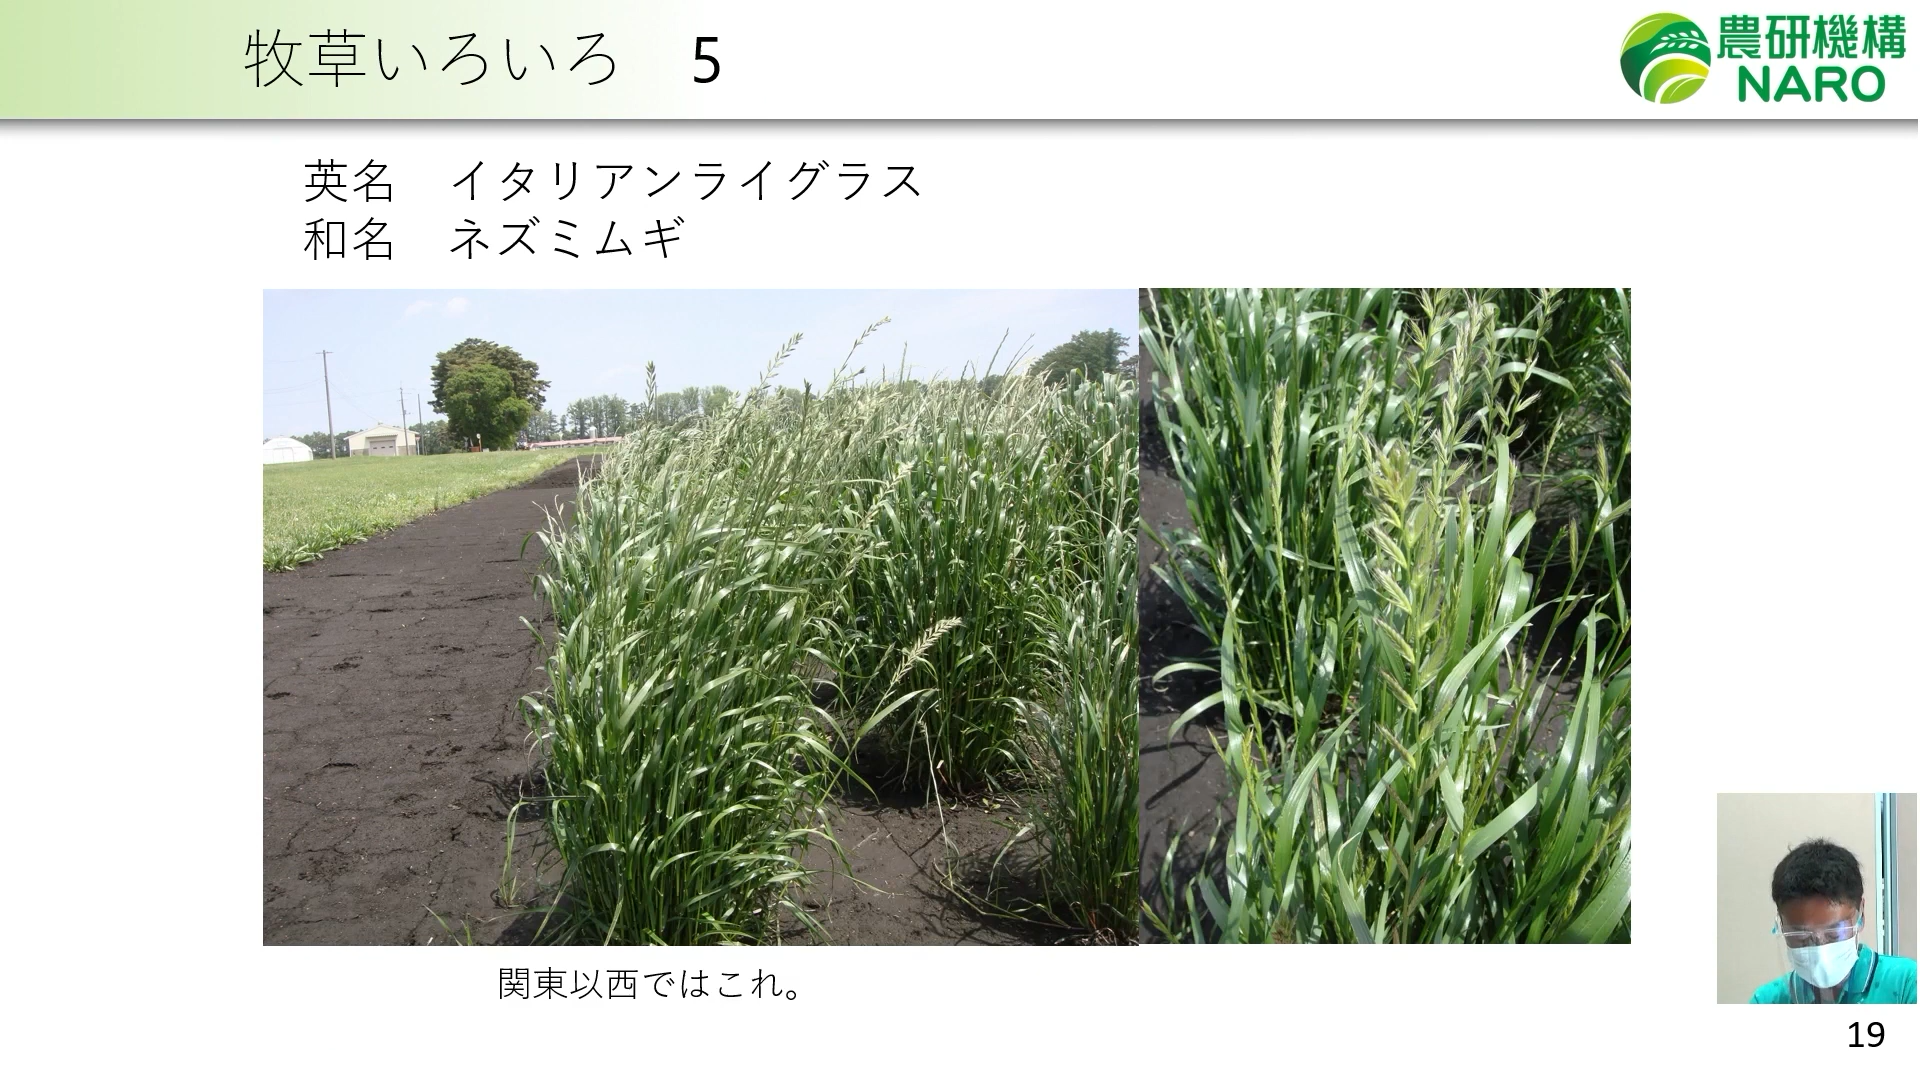 牧草いろいろ　5
農研機構
NARO
英名　イタリアンライグラス
和名　ネズミムギ
関東以西ではこれ。
19